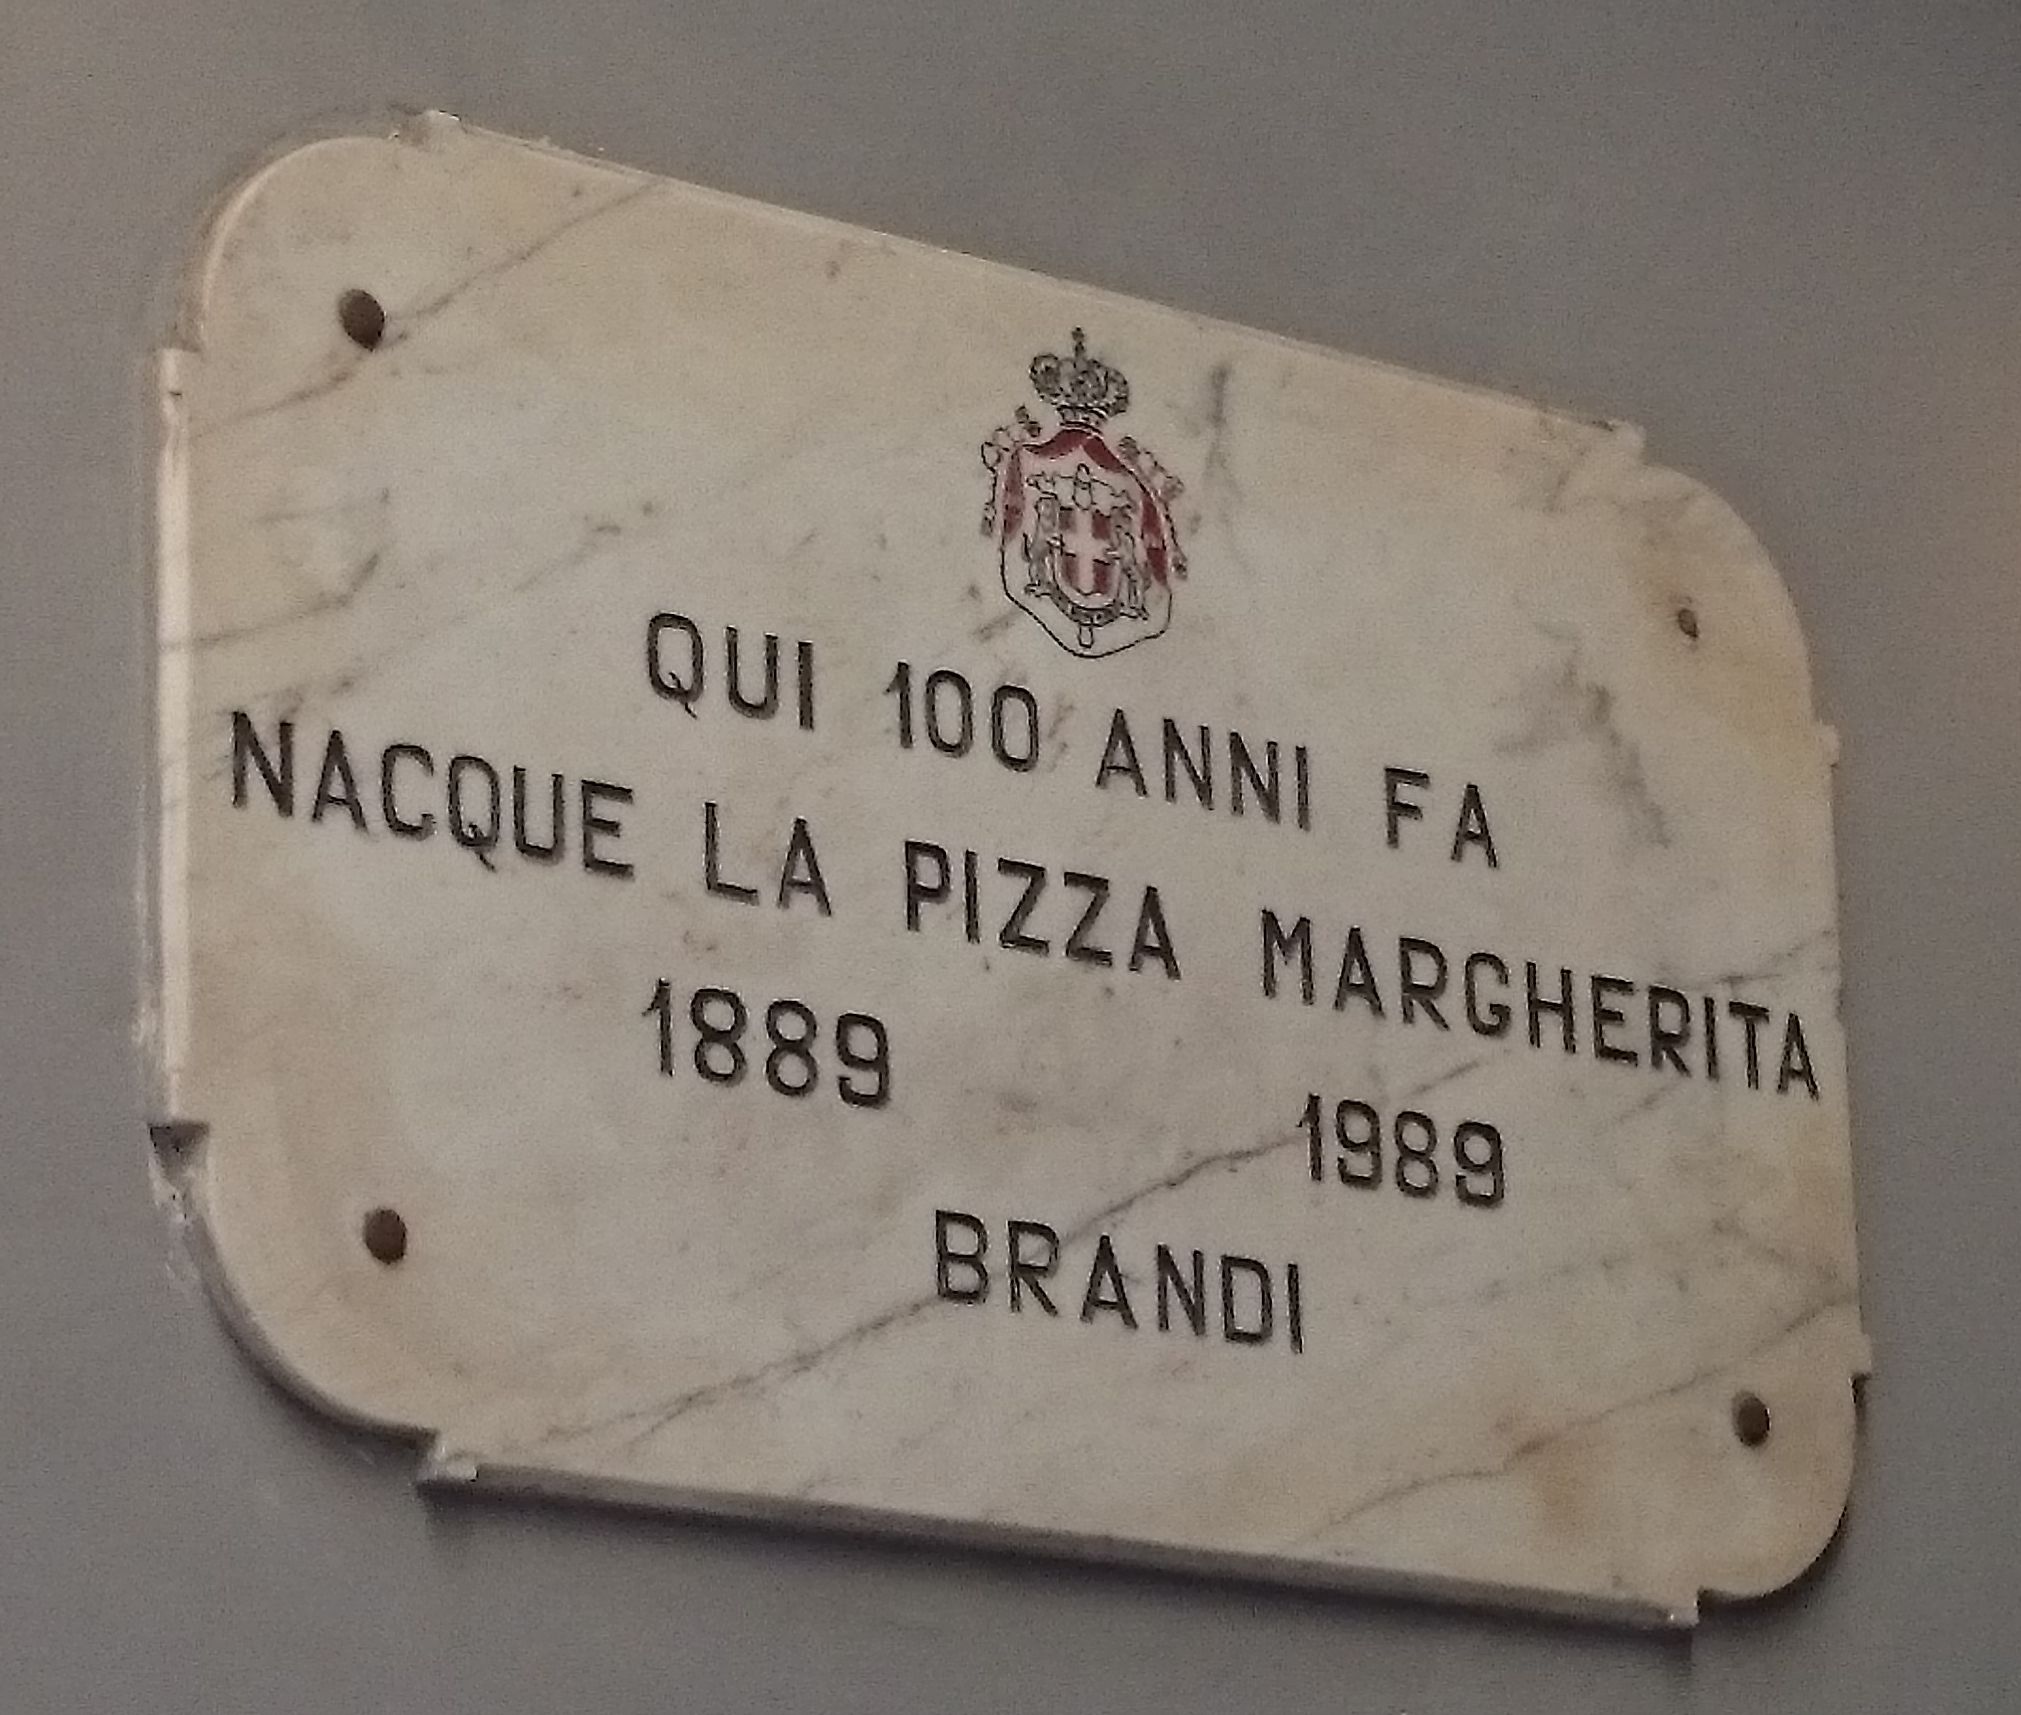 QUI 100 ANNI FA
NACQUE LA PIZZA MARGHERITA
1889 1989
BRANDI